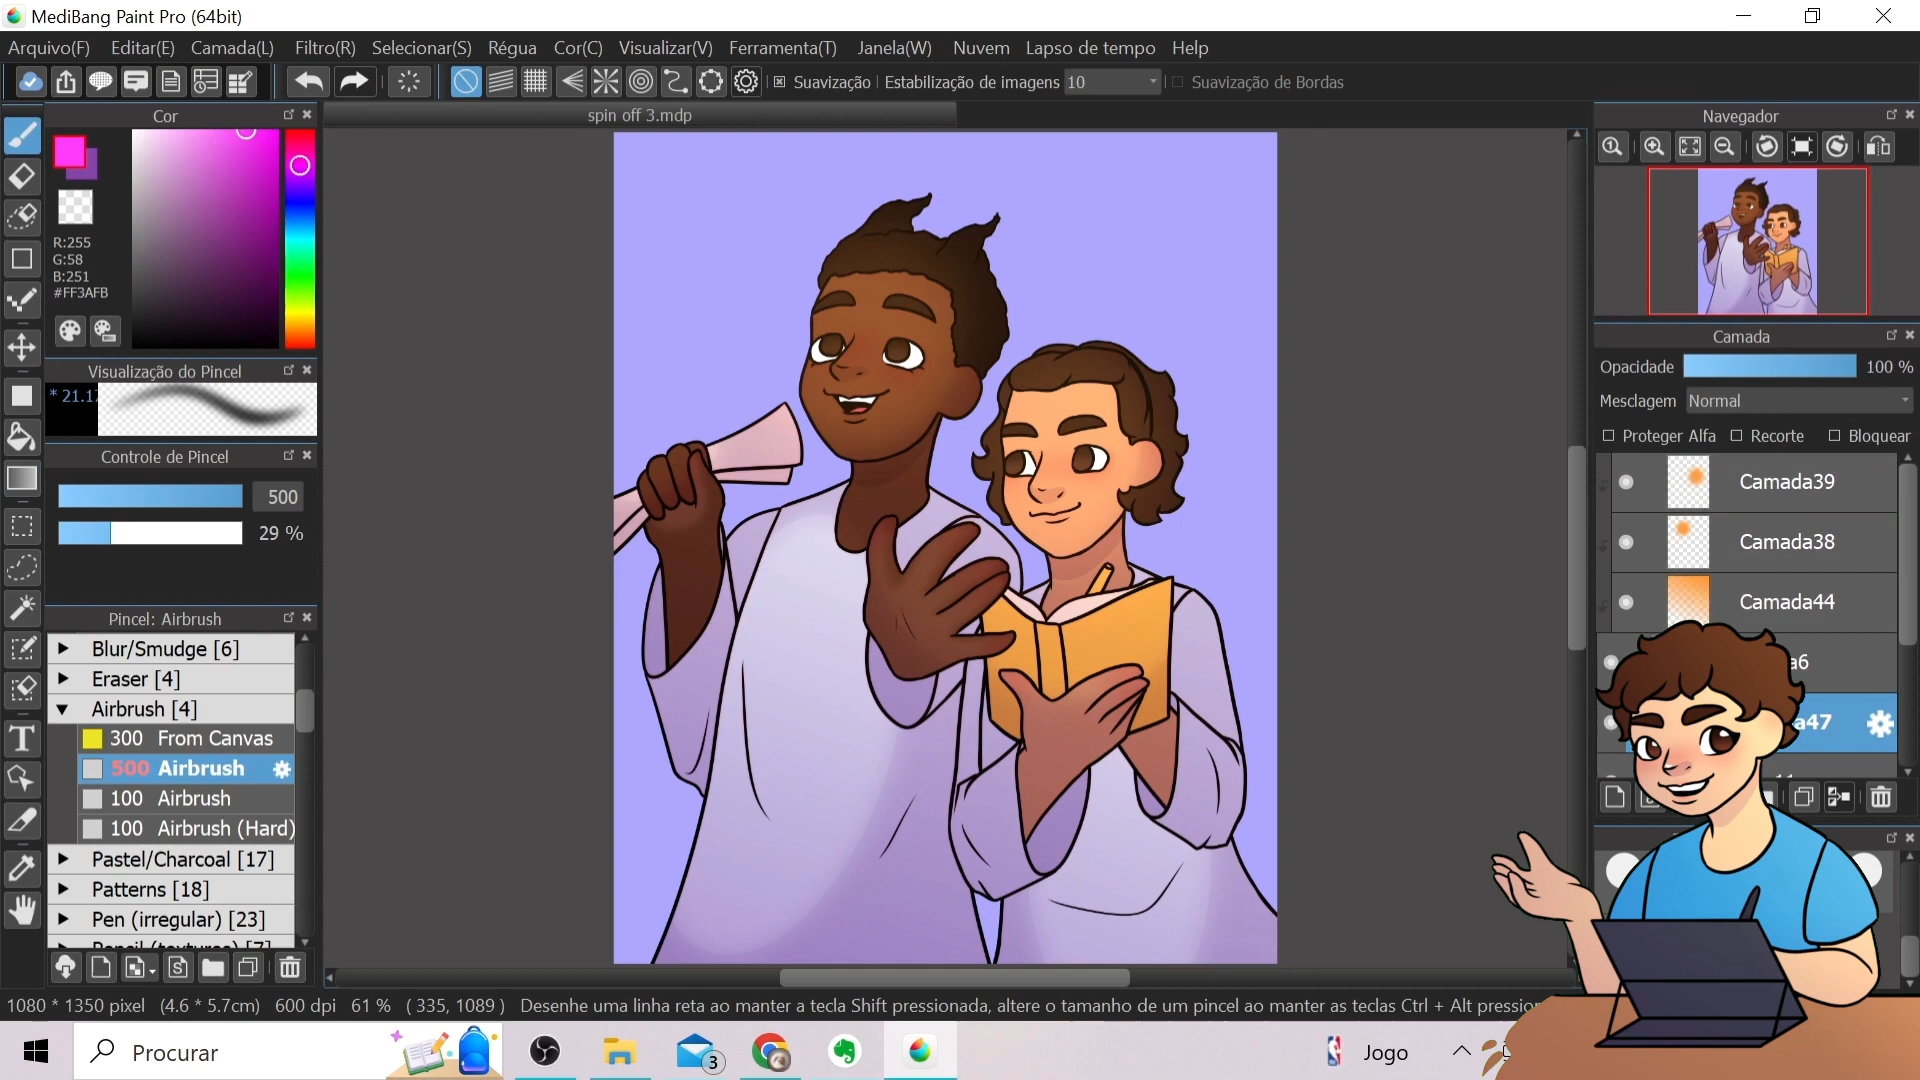 MediBang Paint Pro (64bit)
Arquivo(F) Editar(E) Camada(L) Filtro(R) Selecionar(S) Régua Cor(C) Visualizar(V) Ferramenta(T) Janela(W) Nuvem Lapso de tempo Help
Suavização Estabilização de imagens 10 Suavização de Bordas
Cor
spin off 3.mdp
Navegador
R:255
G:58
B:251
#FF3AFB
Camada
Opacidade 100 %
Mesclagem Normal
Proteger Alfa Recorte Bloquear
Visualização do Pincel
* 21.17
Controle de Pincel
500
29 %
Camada39
Camada38
Camada44
a6
a47
Pincel: Airbrush
Blur/Smudge [6]
Eraser [4]
Airbrush [4]
300 From Canvas
500 Airbrush
100 Airbrush
100 Airbrush (Hard)
Pastel/Charcoal [17]
Patterns [18]
Pen (irregular) [23]
Pencil (textures) [7]
1080 * 1350 pixel (4.6 * 5.7cm) 600 dpi 61 % ( 335, 1089 ) Desenhe uma linha reta ao manter a tecla Shift pressionada, altere o tamanho de um pincel ao manter as teclas Ctrl + Alt pression
Procurar
3
Jogo